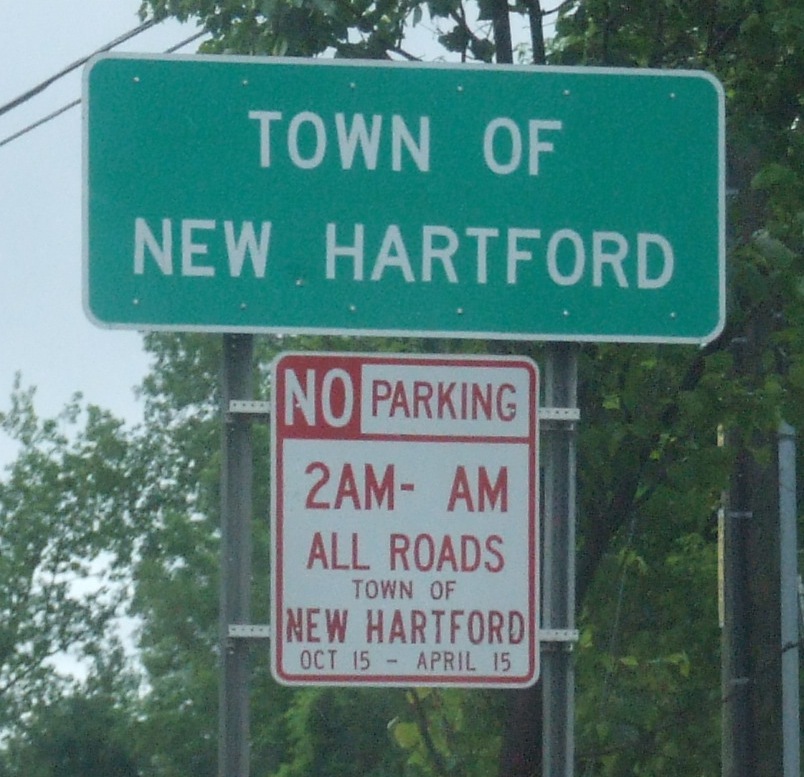 TOWN OF
NEW HARTFORD
NO PARKING
2AM- AM
ALL ROADS
TOWN OF
NEW HARTFORD
OCT 15 - APRIL 15